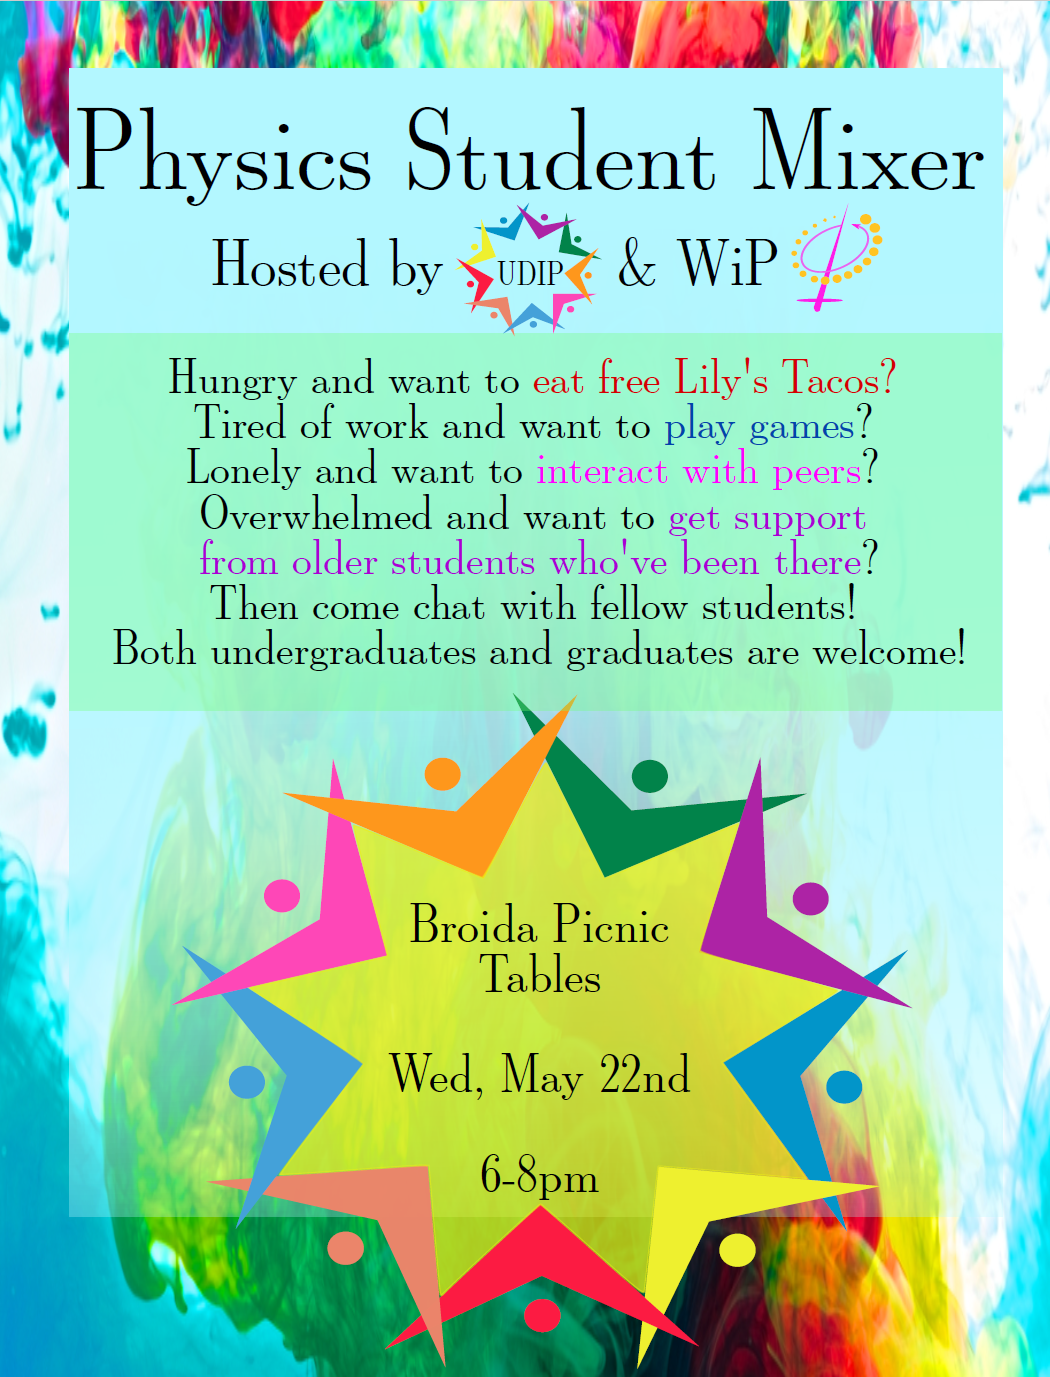 Physics Student Mixer
Hosted by UDIP & WiP
Hungry and want to eat free Lily's Tacos?
Tired of work and want to play games?
Lonely and want to interact with peers?
Overwhelmed and want to get support
from older students who've been there?
Then come chat with fellow students!
Both undergraduates and graduates are welcome!
Broida Picnic
Tables
Wed, May 22nd
6-8pm